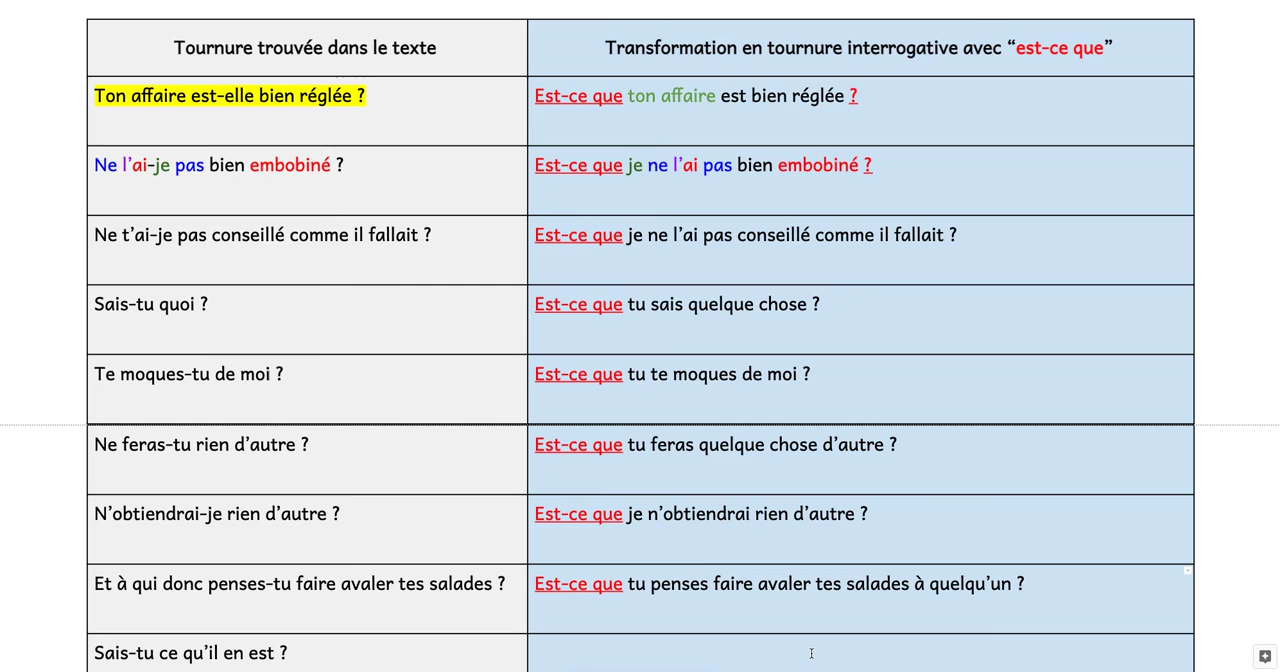 Tournure trouvée dans le texte
Transformation en tournure interrogative avec “est-ce que”
Ton affaire est-elle bien réglée ?
Est-ce que ton affaire est bien réglée ?
Ne l’ai-je pas bien embobiné ?
Est-ce que je ne l’ai pas bien embobiné ?
Ne t’ai-je pas conseillé comme il fallait ?
Est-ce que je ne l’ai pas conseillé comme il fallait ?
Sais-tu quoi ?
Est-ce que tu sais quelque chose ?
Te moques-tu de moi ?
Est-ce que tu te moques de moi ?
Ne feras-tu rien d’autre ?
Est-ce que tu feras quelque chose d’autre ?
N’obtiendrai-je rien d’autre ?
Est-ce que je n’obtiendrai rien d’autre ?
Et à qui donc penses-tu faire avaler tes salades ?
Est-ce que tu penses faire avaler tes salades à quelqu’un ?
Sais-tu ce qu’il en est ?